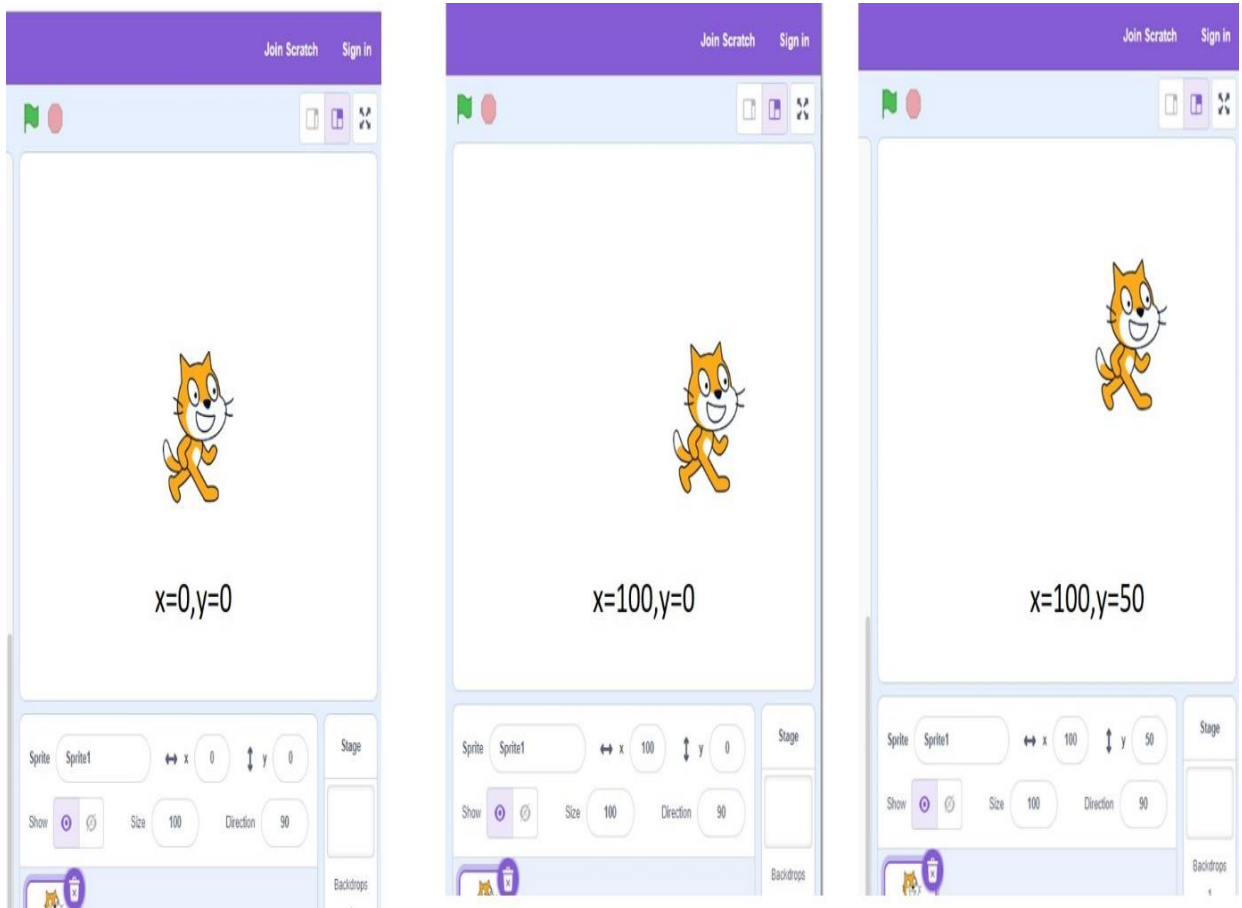 Join Scratch Sign in
x=0,y=0
Sprite Sprite1 x 0 y 0
Show Size 100 Direction 90
Stage
Backdrops
Join Scratch Sign in
x=100,y=0
Sprite Sprite1 x 100 y 0
Show Size 100 Direction 90
Stage
Backdrops
Join Scratch Sign in
x=100,y=50
Sprite Sprite1 x 100 y 50
Show Size 100 Direction 90
Stage
Backdrops